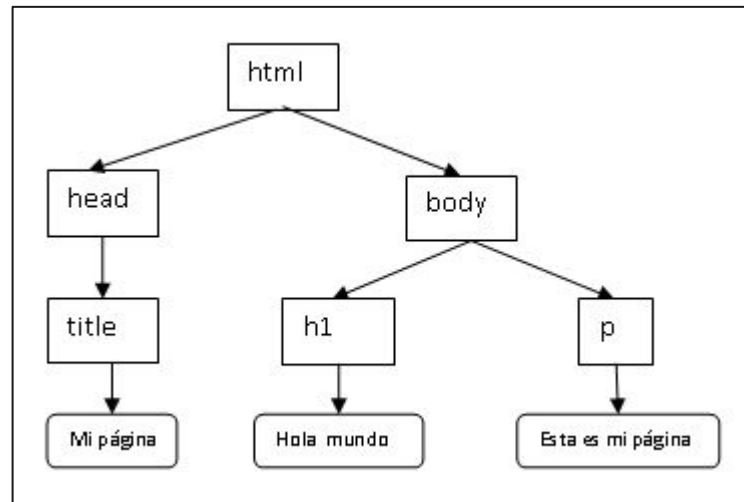 html
head
body
title
h1
p
Mi página
Hola mundo
Esta es mi página